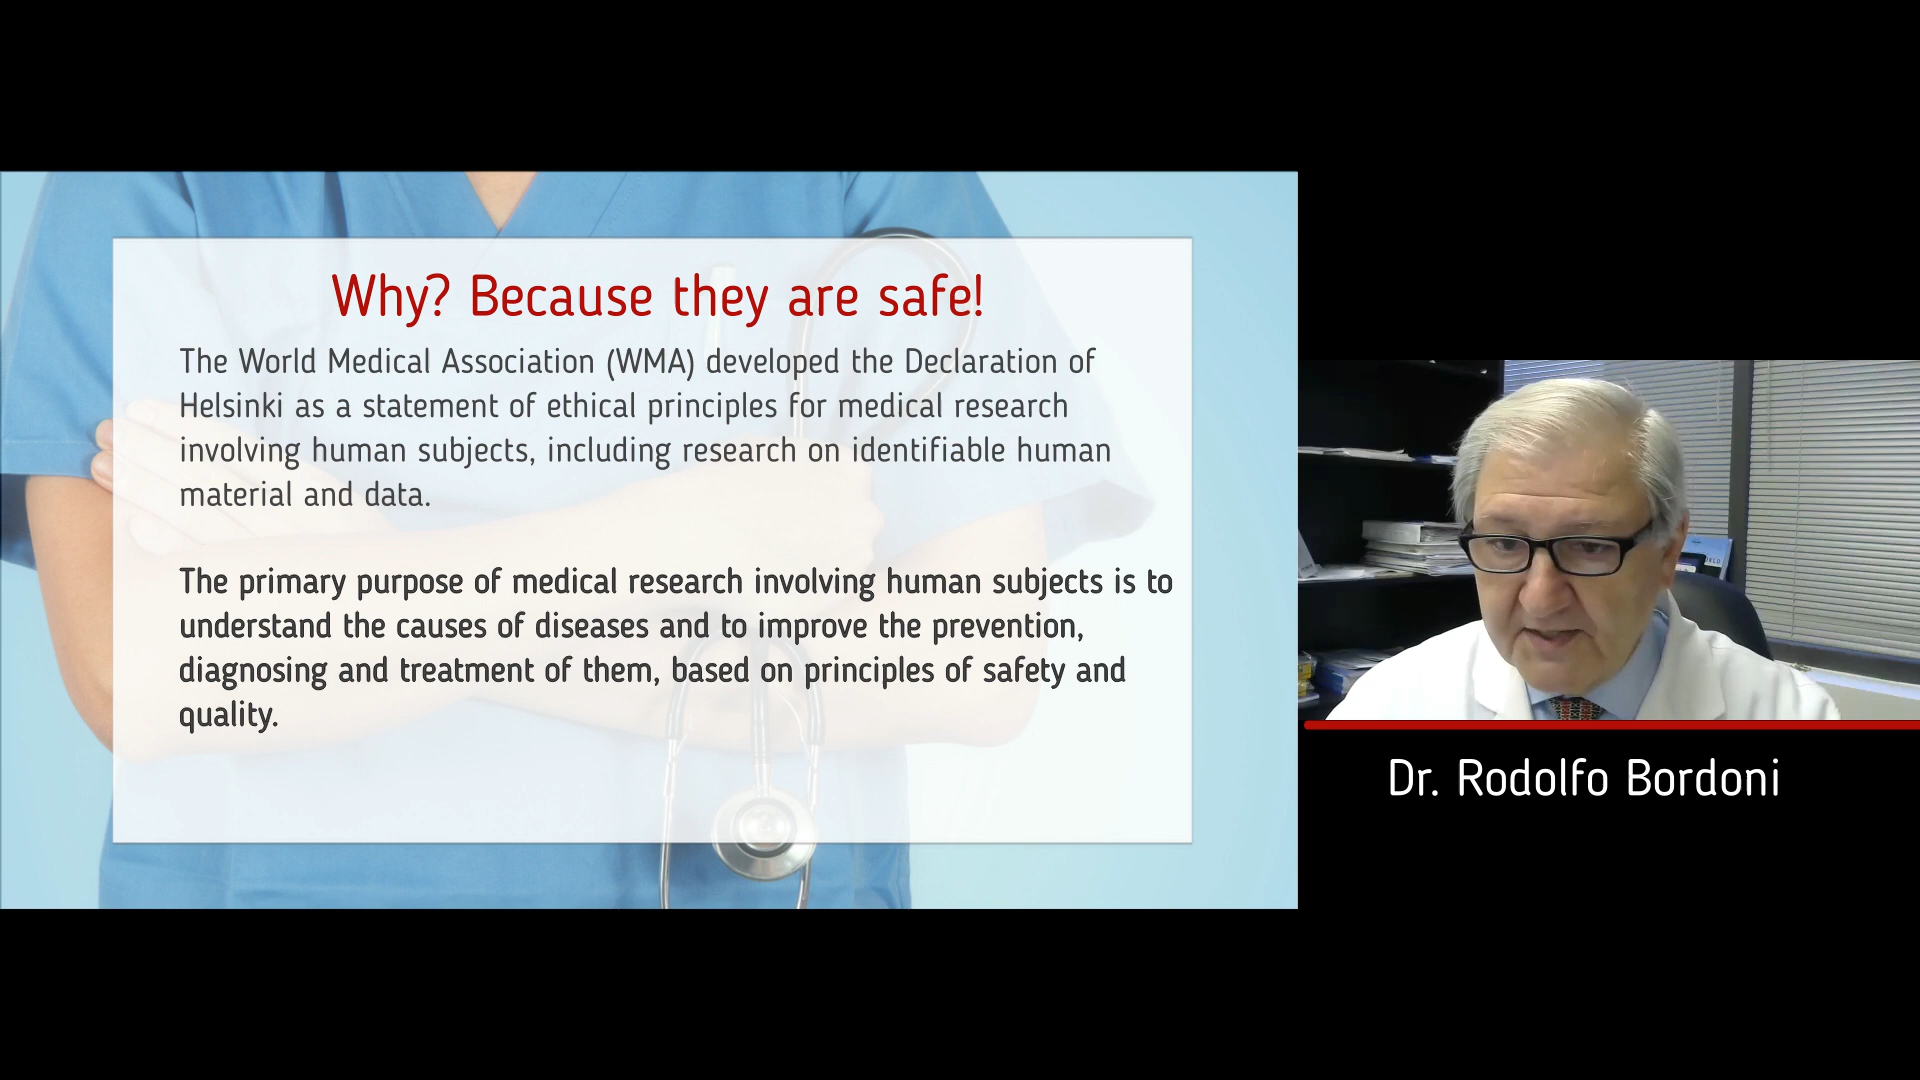 Why? Because they are safe!
The World Medical Association (WMA) developed the Declaration of
Helsinki as a statement of ethical principles for medical research
involving human subjects, including research on identifiable human
material and data.
The primary purpose of medical research involving human subjects is to
understand the causes of diseases and to improve the prevention,
diagnosing and treatment of them, based on principles of safety and
quality.
Dr. Rodolfo Bordoni